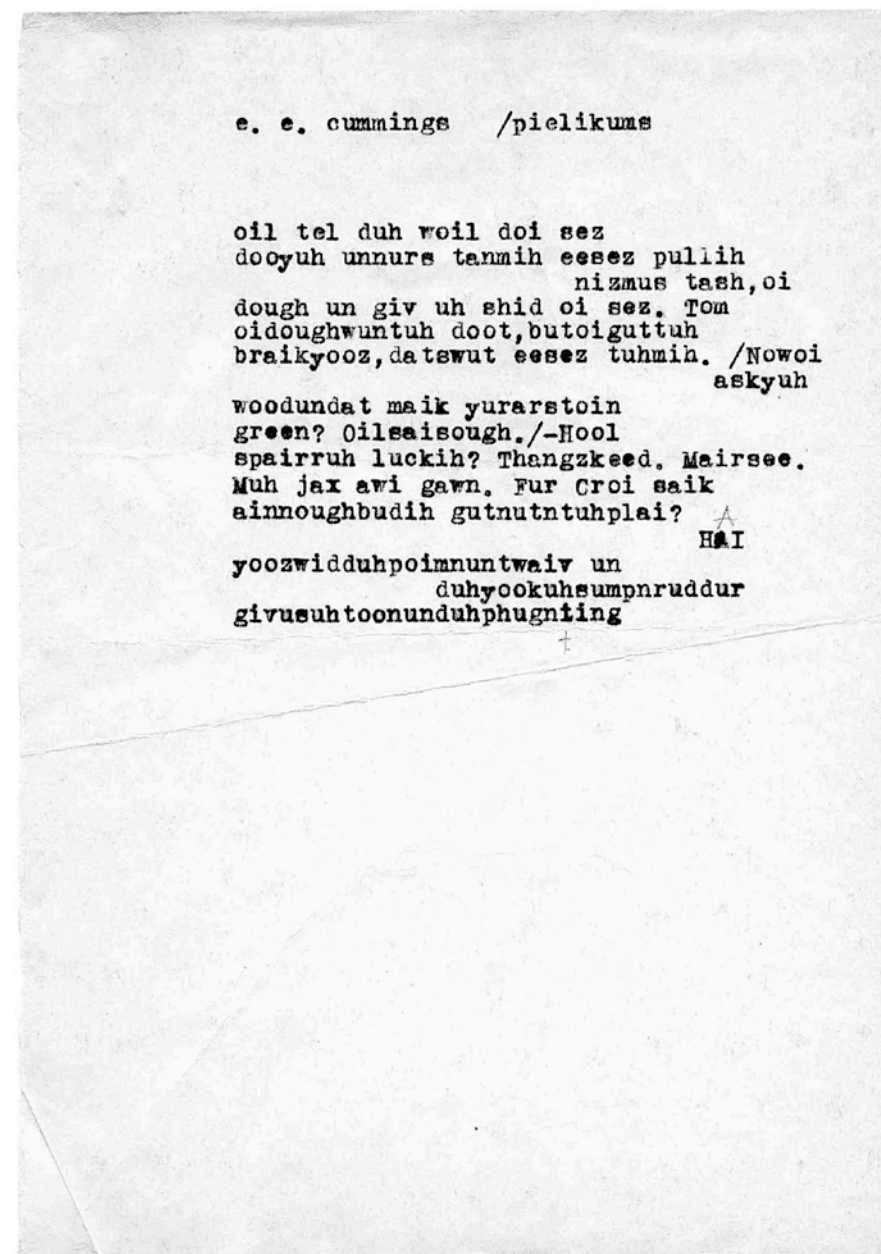 e. e. cummings /pielikums
oil tel duh woil doi sez
dooyuh unnurs tanmih eesez pullih
nizmus tash,oi
dough un giv uh shid oi sez. Tom
oidoughwuntuh doot,butoiguttuh
braikyooz,datswut eesez tuhmih. /Nowoi
askyuh
woodundat maik yurarstoin
green? Oilsaisough./-Hool
spairruh luckih? Thangzkeed. Mairsee.
Muh jax awi gawn. Fur Croi saik
ainnoughbudih gutnutntuhplai?
A
HAI
yoozwidduhpoimnuntwaiv un
duhyookuhsumpnruddur
givusuhtoonunduhphugnting
t